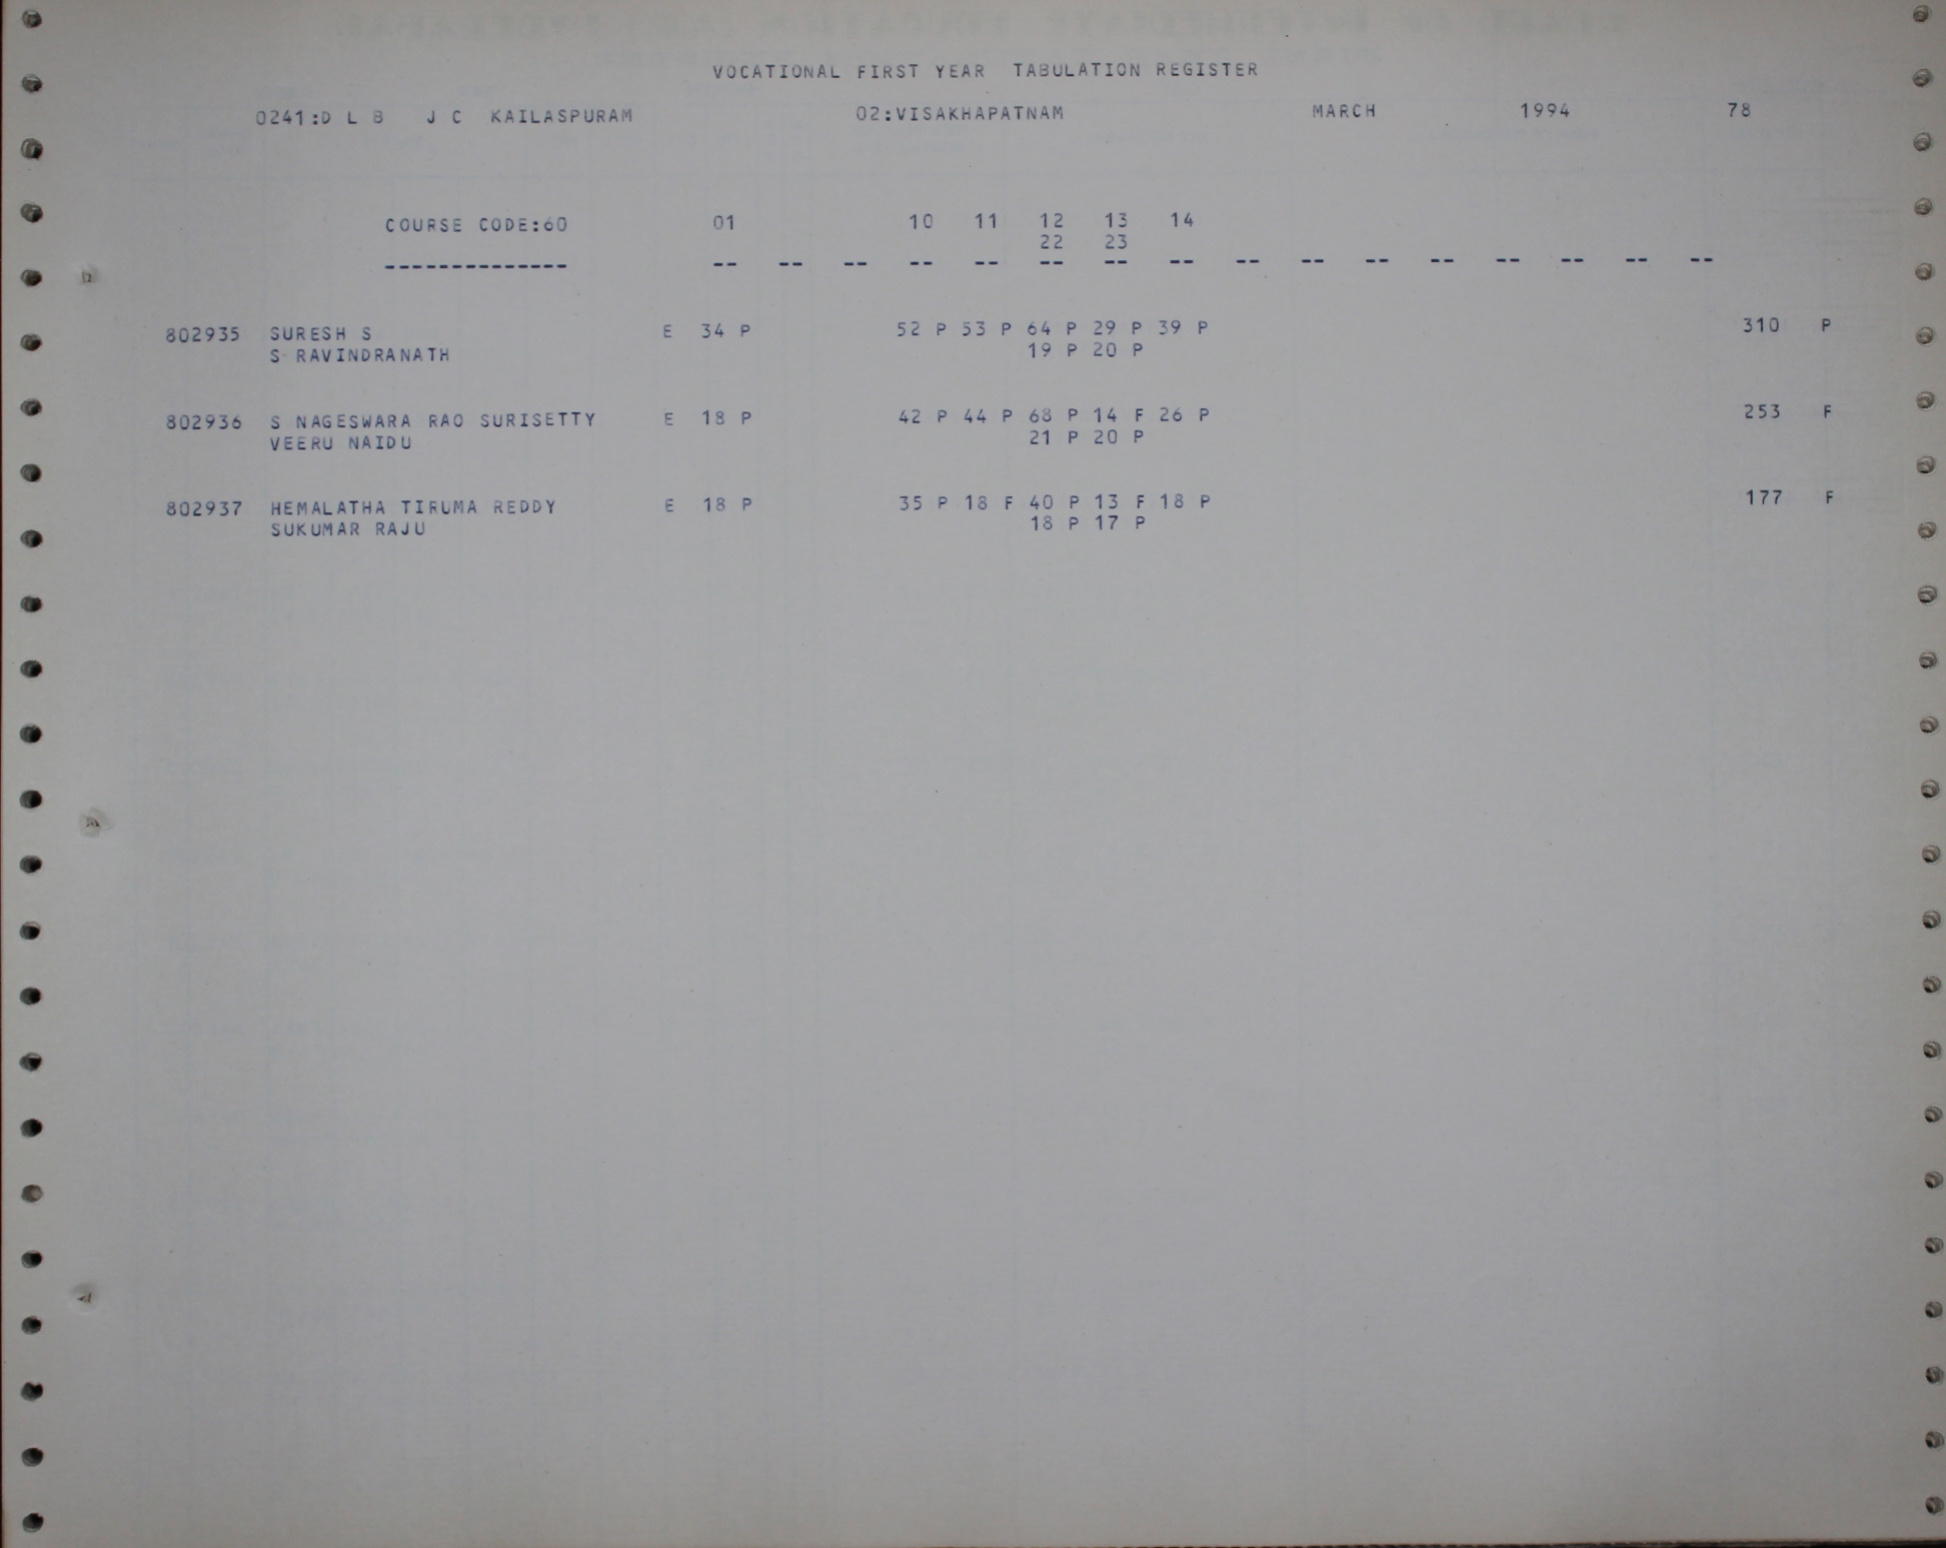 VOCATIONAL FIRST YEAR TABULATION REGISTER
0241:D L B J C KAILASPURAM 02:VISAKHAPATNAM MARCH 1994 78
COURSE CODE:60 01 10 11 12 13 14
22 23
-------------- -- -- -- -- -- -- -- -- -- -- -- -- -- -- -- --
802935 SURESH S E 34 P 52 P 53 P 64 P 29 P 39 P 310 P
S RAVINDRANATH 19 P 20 P
802936 S NAGESWARA RAO SURISETTY E 18 P 42 P 44 P 68 P 14 F 26 P 253 F
VEERU NAIDU 21 P 20 P
802937 HEMALATHA TIRUMA REDDY E 18 P 35 P 18 F 40 P 13 F 18 P 177 F
SUKUMAR RAJU 18 P 17 P